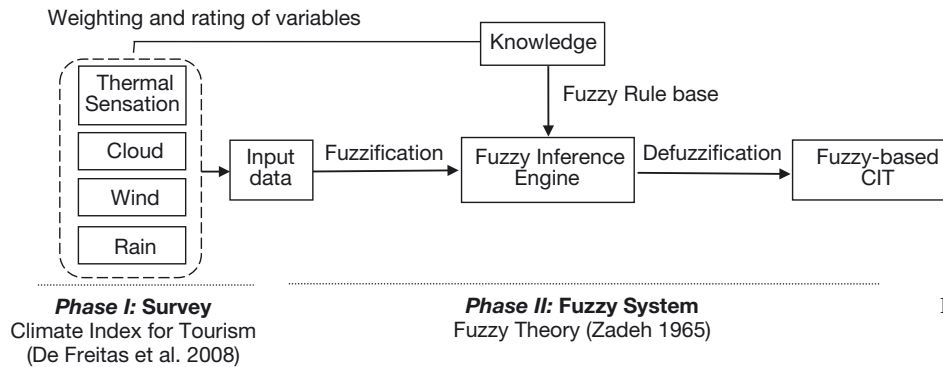 Weighting and rating of variables
Knowledge
Thermal
Sensation
Fuzzy Rule base
Cloud
Input
data
Fuzzification
Fuzzy Inference
Engine
Defuzzification
Fuzzy-based
CIT
Wind
Rain
Phase I: Survey
Climate Index for Tourism
(De Freitas et al. 2008)
Phase II: Fuzzy System
Fuzzy Theory (Zadeh 1965)